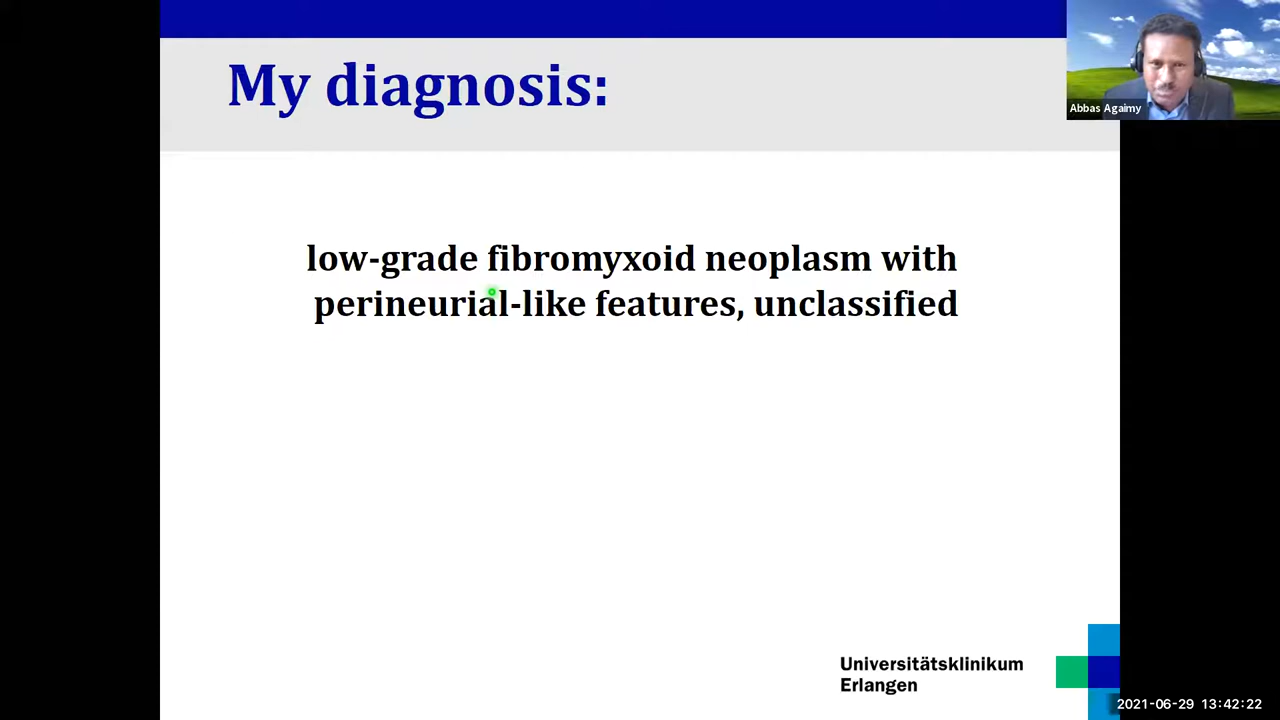 My diagnosis:
Abbas Agaimy
low-grade fibromyxoid neoplasm with
perineurial-like features, unclassified
Universitätsklinikum
Erlangen
2021-06-29 13:42:22